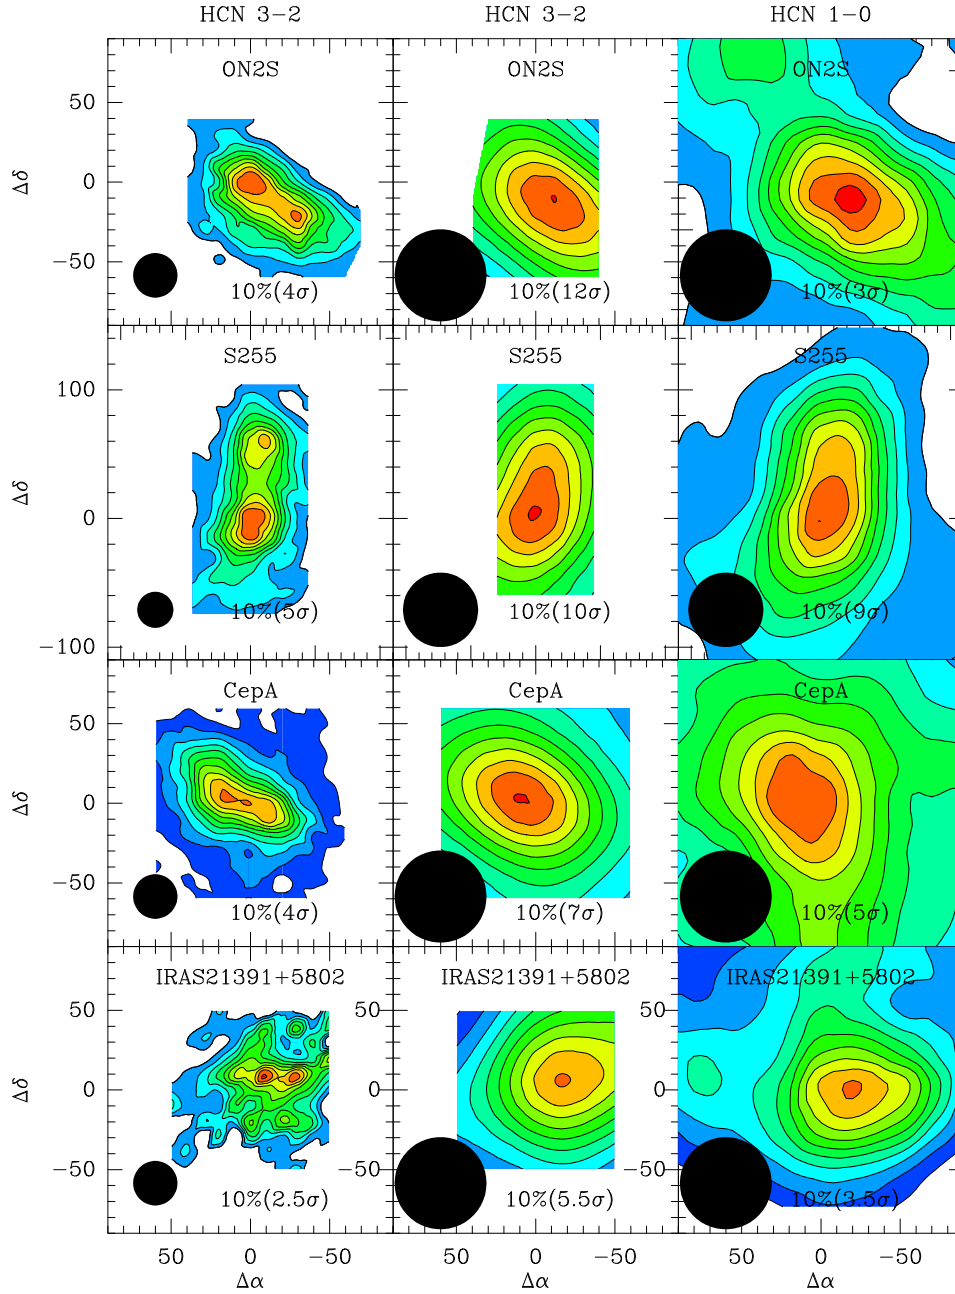 HCN 3−2 HCN 3−2 HCN 1−0
ON2S ON2S ON2S
50
Δδ 0
−50
10%(4σ) 10%(12σ) 10%(3σ)
S255 S255 S255
100
Δδ
0
10%(5σ) 10%(10σ) 10%(9σ)
−100
CepA CepA CepA
50
Δδ 0
−50
10%(4σ) 10%(7σ) 10%(5σ)
IRAS21391+5802 IRAS21391+5802 IRAS21391+5802
50 50 50
Δδ 0 0 0
−50 −50 −50
10%(2.5σ) 10%(5.5σ) 10%(3.5σ)
50 0 −50 50 0 −50 50 0 −50
Δα Δα Δα